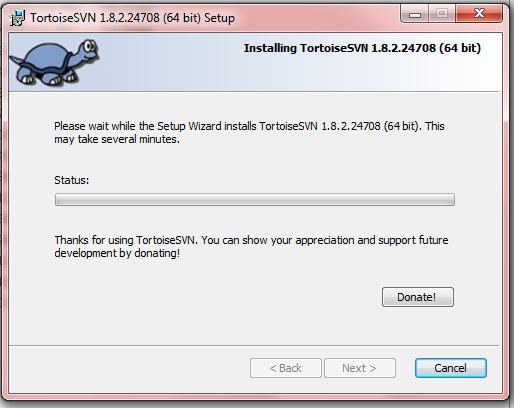 TortoiseSVN 1.8.2.24708 (64 bit) Setup
Installing TortoiseSVN 1.8.2.24708 (64 bit)
Please wait while the Setup Wizard installs TortoiseSVN 1.8.2.24708 (64 bit). This
may take several minutes.
Status:
Thanks for using TortoiseSVN. You can show your appreciation and support future
development by donating!
Donate!
< Back
Next >
Cancel